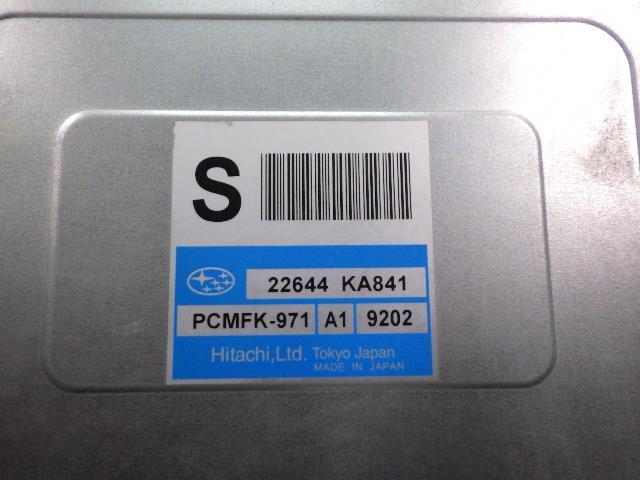 S
22644 KA841
PCMFK-971 A1 9202
Hitachi,Ltd. Tokyo Japan
MADE IN JAPAN